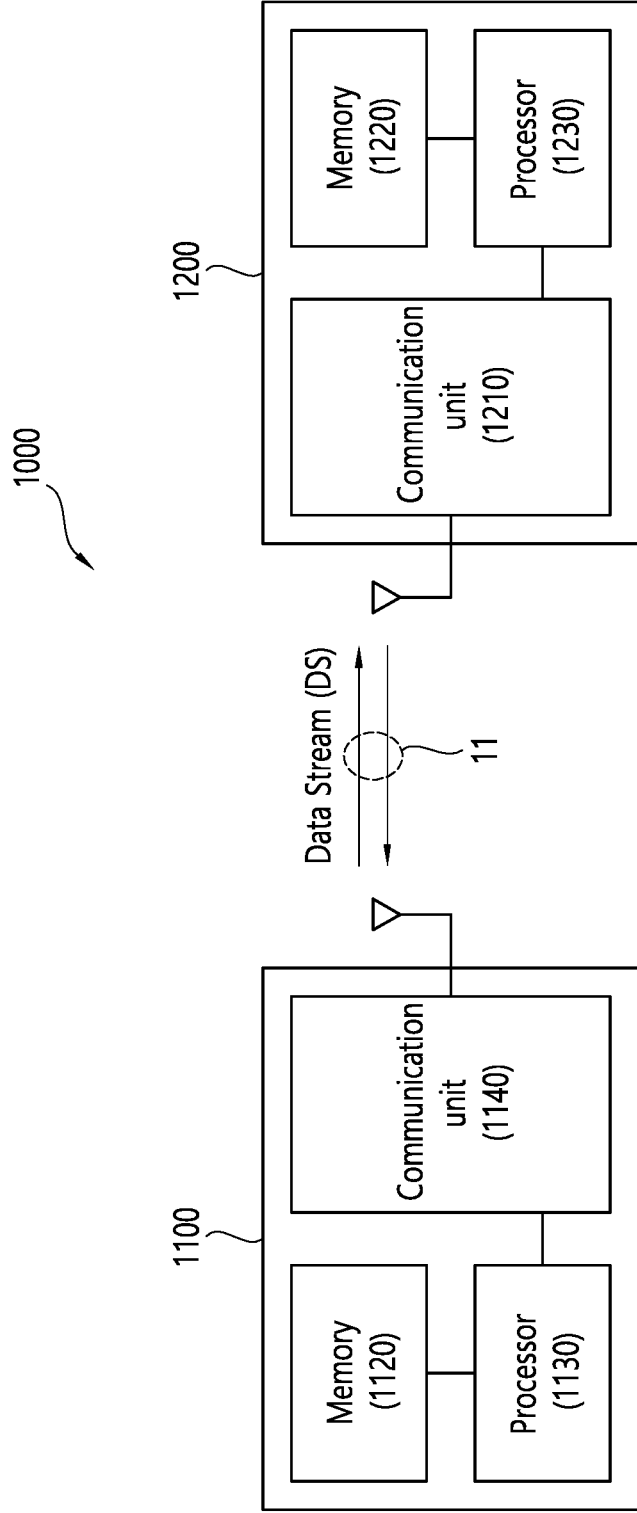 1000
1100
Memory
(1120)
Processor
(1130)
Communication
unit
(1140)
Data Stream (DS)
11
1200
Communication
unit
(1210)
Memory
(1220)
Processor
(1230)